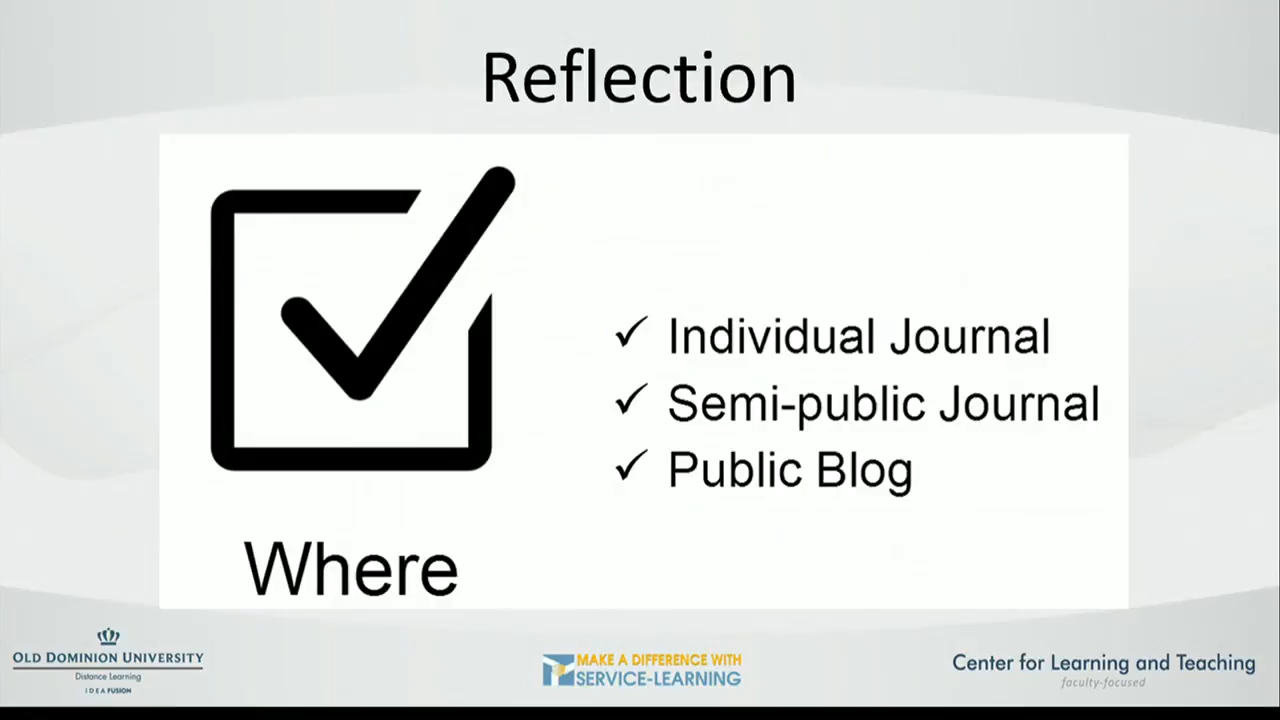 Reflection
✓ Individual Journal
✓ Semi-public Journal
✓ Public Blog
Where
OLD DOMINION UNIVERSITY
Distance Learning
IDEA FUSION
MAKE A DIFFERENCE WITH
SERVICE-LEARNING
Center for Learning and Teaching
faculty-focused